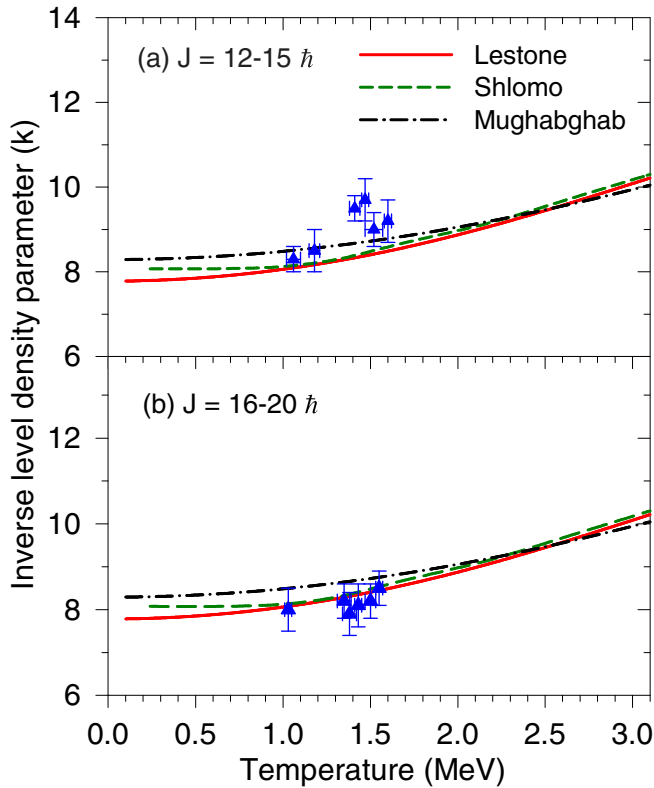 14
(a) J = 12-15 ℏ
Lestone
Shlomo
Mughabghab
12
10
8
6
(b) J = 16-20 ℏ
12
10
8
6
0.0 0.5 1.0 1.5 2.0 2.5 3.0
Temperature (MeV)
Inverse level density parameter (k)